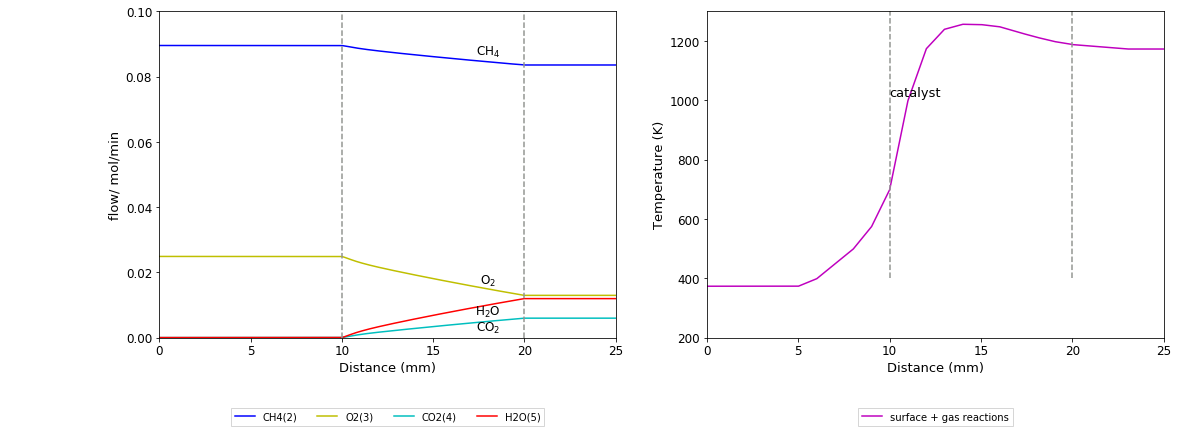 0.10
0.08
0.06
0.04
0.02
0.00
flow/ mol/min
CH₄
O₂
H₂O
CO₂
0 5 10 15 20 25
Distance (mm)
CH4(2) O2(3) CO2(4) H2O(5)
1200
1000
800
600
400
200
Temperature (K)
catalyst
0 5 10 15 20 25
Distance (mm)
surface + gas reactions